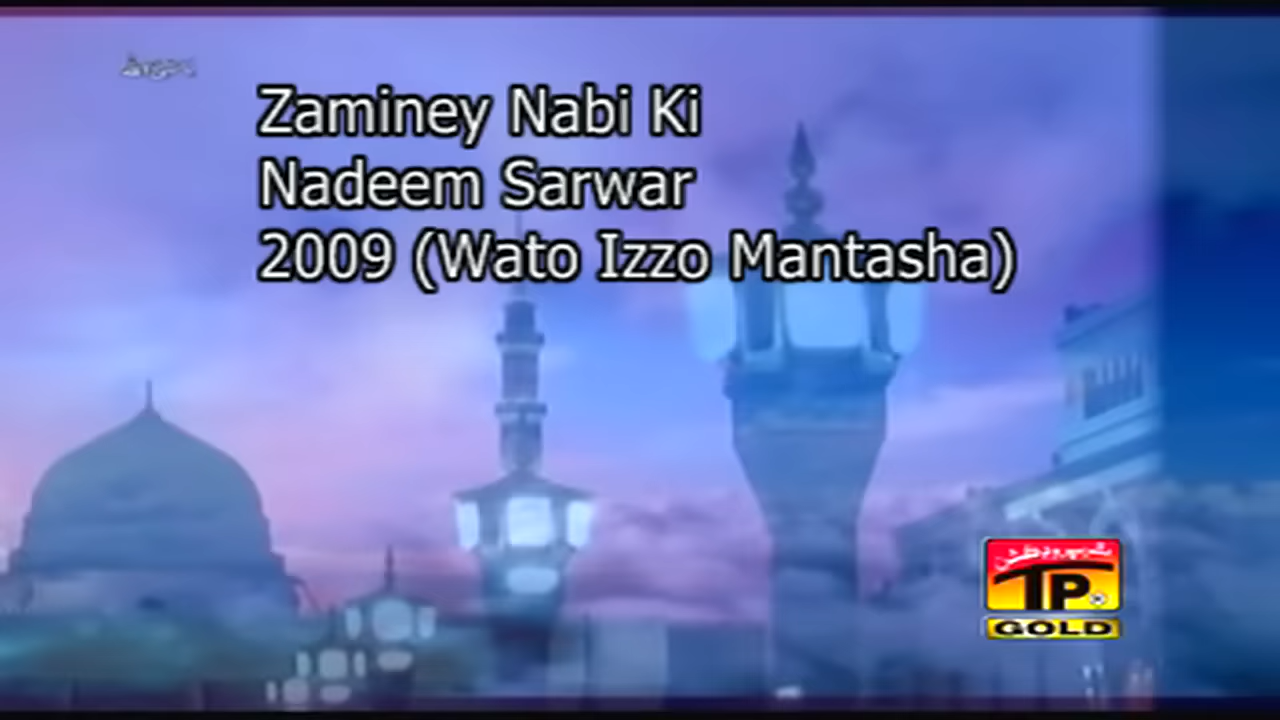 Zaminey Nabi Ki
Nadeem Sarwar
2009 (Wato Izzo Mantasha)
TP
GOLD